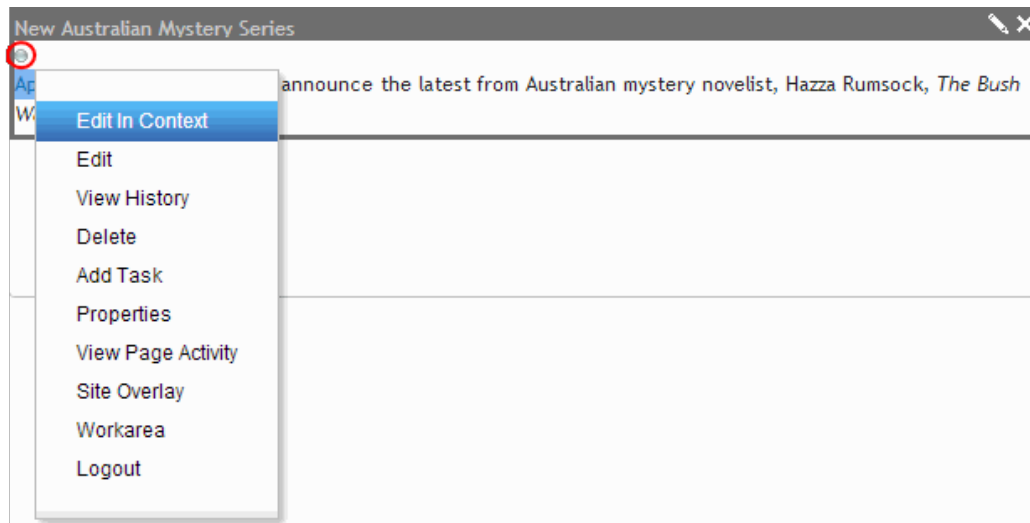 New Australian Mystery Series
Ap
announce the latest from Australian mystery novelist, Hazza Rumsock, The Bush
W
Edit In Context
Edit
View History
Delete
Add Task
Properties
View Page Activity
Site Overlay
Workarea
Logout